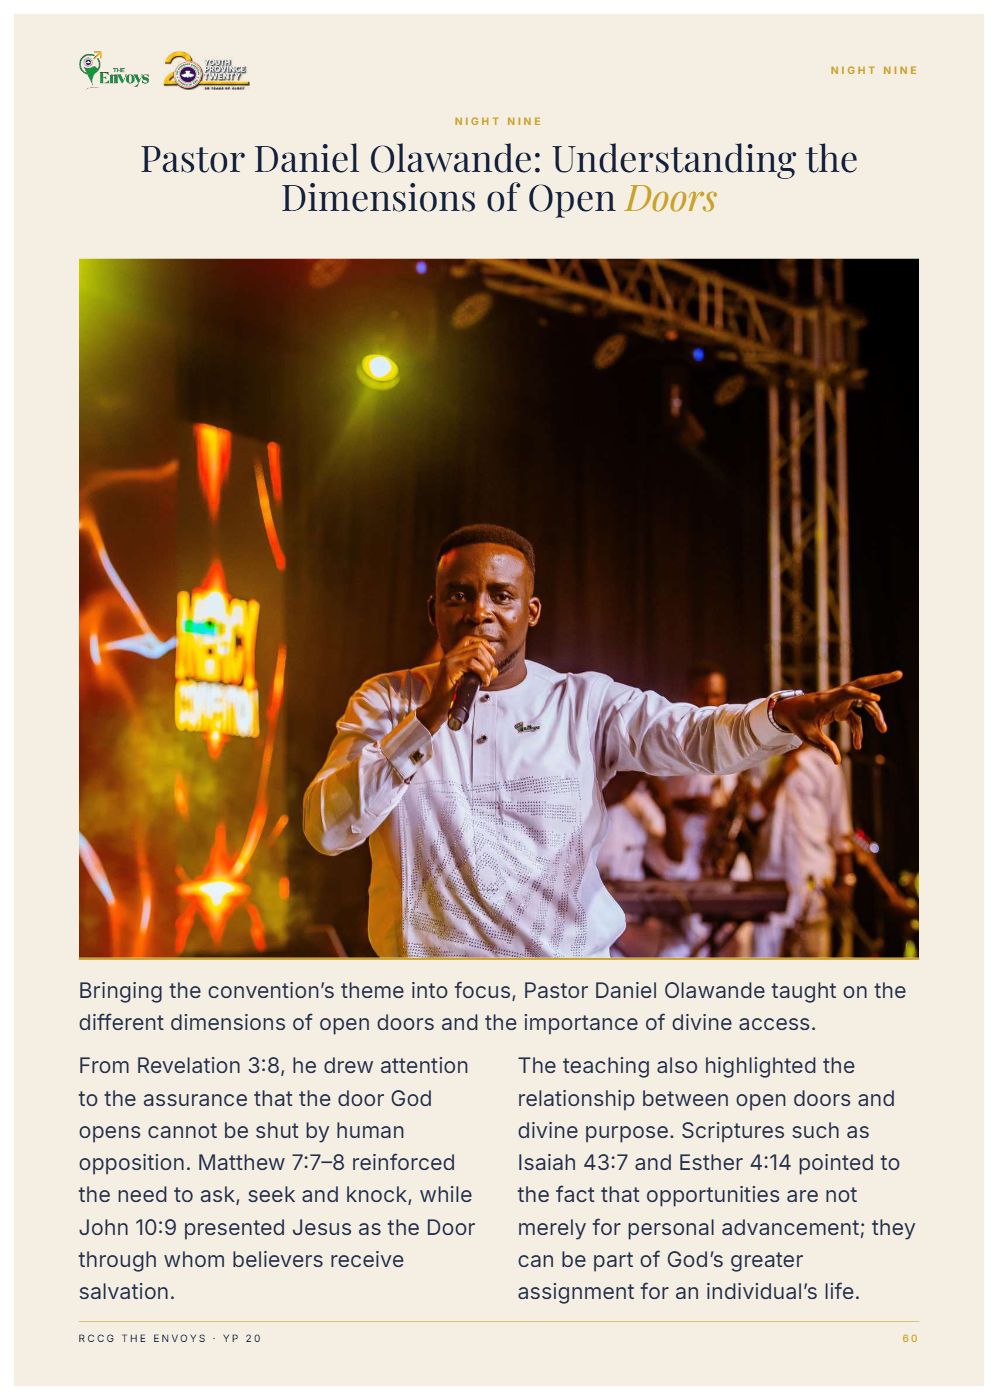 THE
Envoys
YOUTH
PROVINCE
TWENTY
NIGHT NINE
NIGHT NINE
Pastor Daniel Olawande: Understanding the
Dimensions of Open Doors
Bringing the convention’s theme into focus, Pastor Daniel Olawande taught on the
different dimensions of open doors and the importance of divine access.
From Revelation 3:8, he drew attention
to the assurance that the door God
opens cannot be shut by human
opposition. Matthew 7:7–8 reinforced
the need to ask, seek and knock, while
John 10:9 presented Jesus as the Door
through whom believers receive
salvation.
The teaching also highlighted the
relationship between open doors and
divine purpose. Scriptures such as
Isaiah 43:7 and Esther 4:14 pointed to
the fact that opportunities are not
merely for personal advancement; they
can be part of God’s greater
assignment for an individual’s life.
RCCG THE ENVOYS · YP 20
60